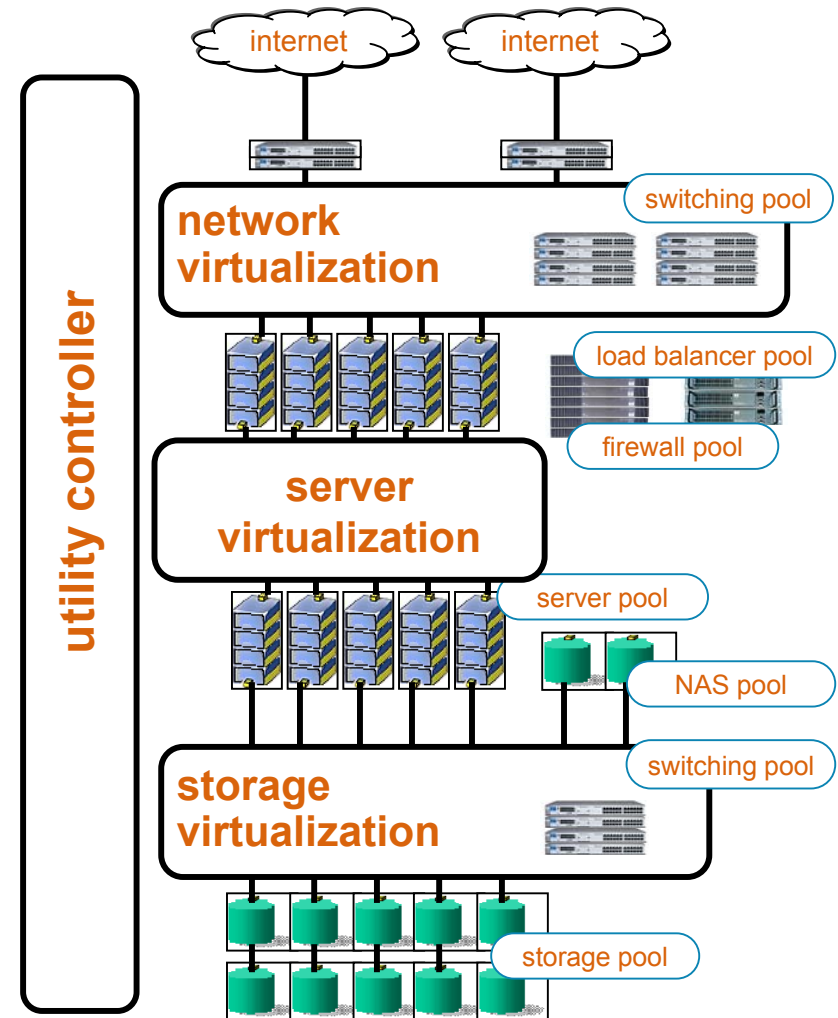 internet
internet
utility controller
switching pool
network
virtualization
load balancer pool
firewall pool
server
virtualization
server pool
NAS pool
switching pool
storage
virtualization
storage pool